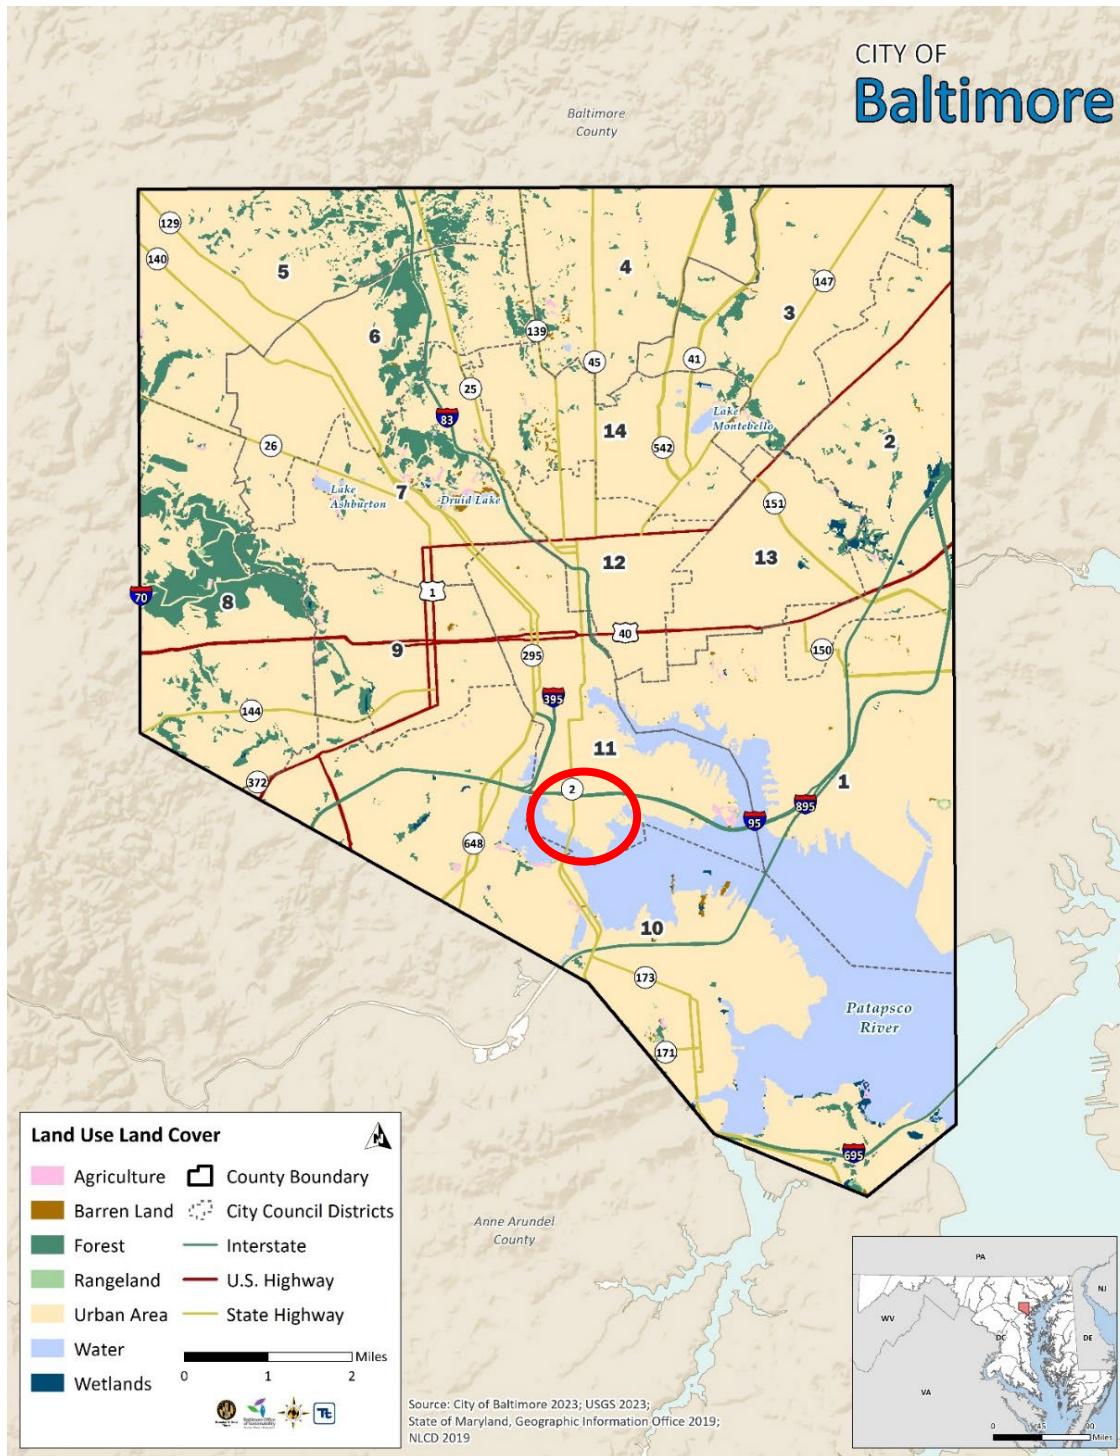 CITY OF
Baltimore
Baltimore
County
129
140
5
4
147
3
6
139
45
41
25
83
Lake
Montebello
14
2
26
542
Lake
Ashburton
7
Druid Lake
151
12
13
70
8
1
9
40
295
150
395
144
11
372
2
1
895
95
648
10
173
Patapsco
River
171
695
Land Use Land Cover
N
Agriculture
County Boundary
Barren Land
City Council Districts
Forest
Interstate
Rangeland
U.S. Highway
Urban Area
State Highway
Water
Miles
Wetlands
0 1 2
Tt
Anne Arundel
County
Source: City of Baltimore 2023; USGS 2023;
State of Maryland, Geographic Information Office 2019;
NLCD 2019
PA
NJ
WV
DC
DE
VA
0 45 90
Miles